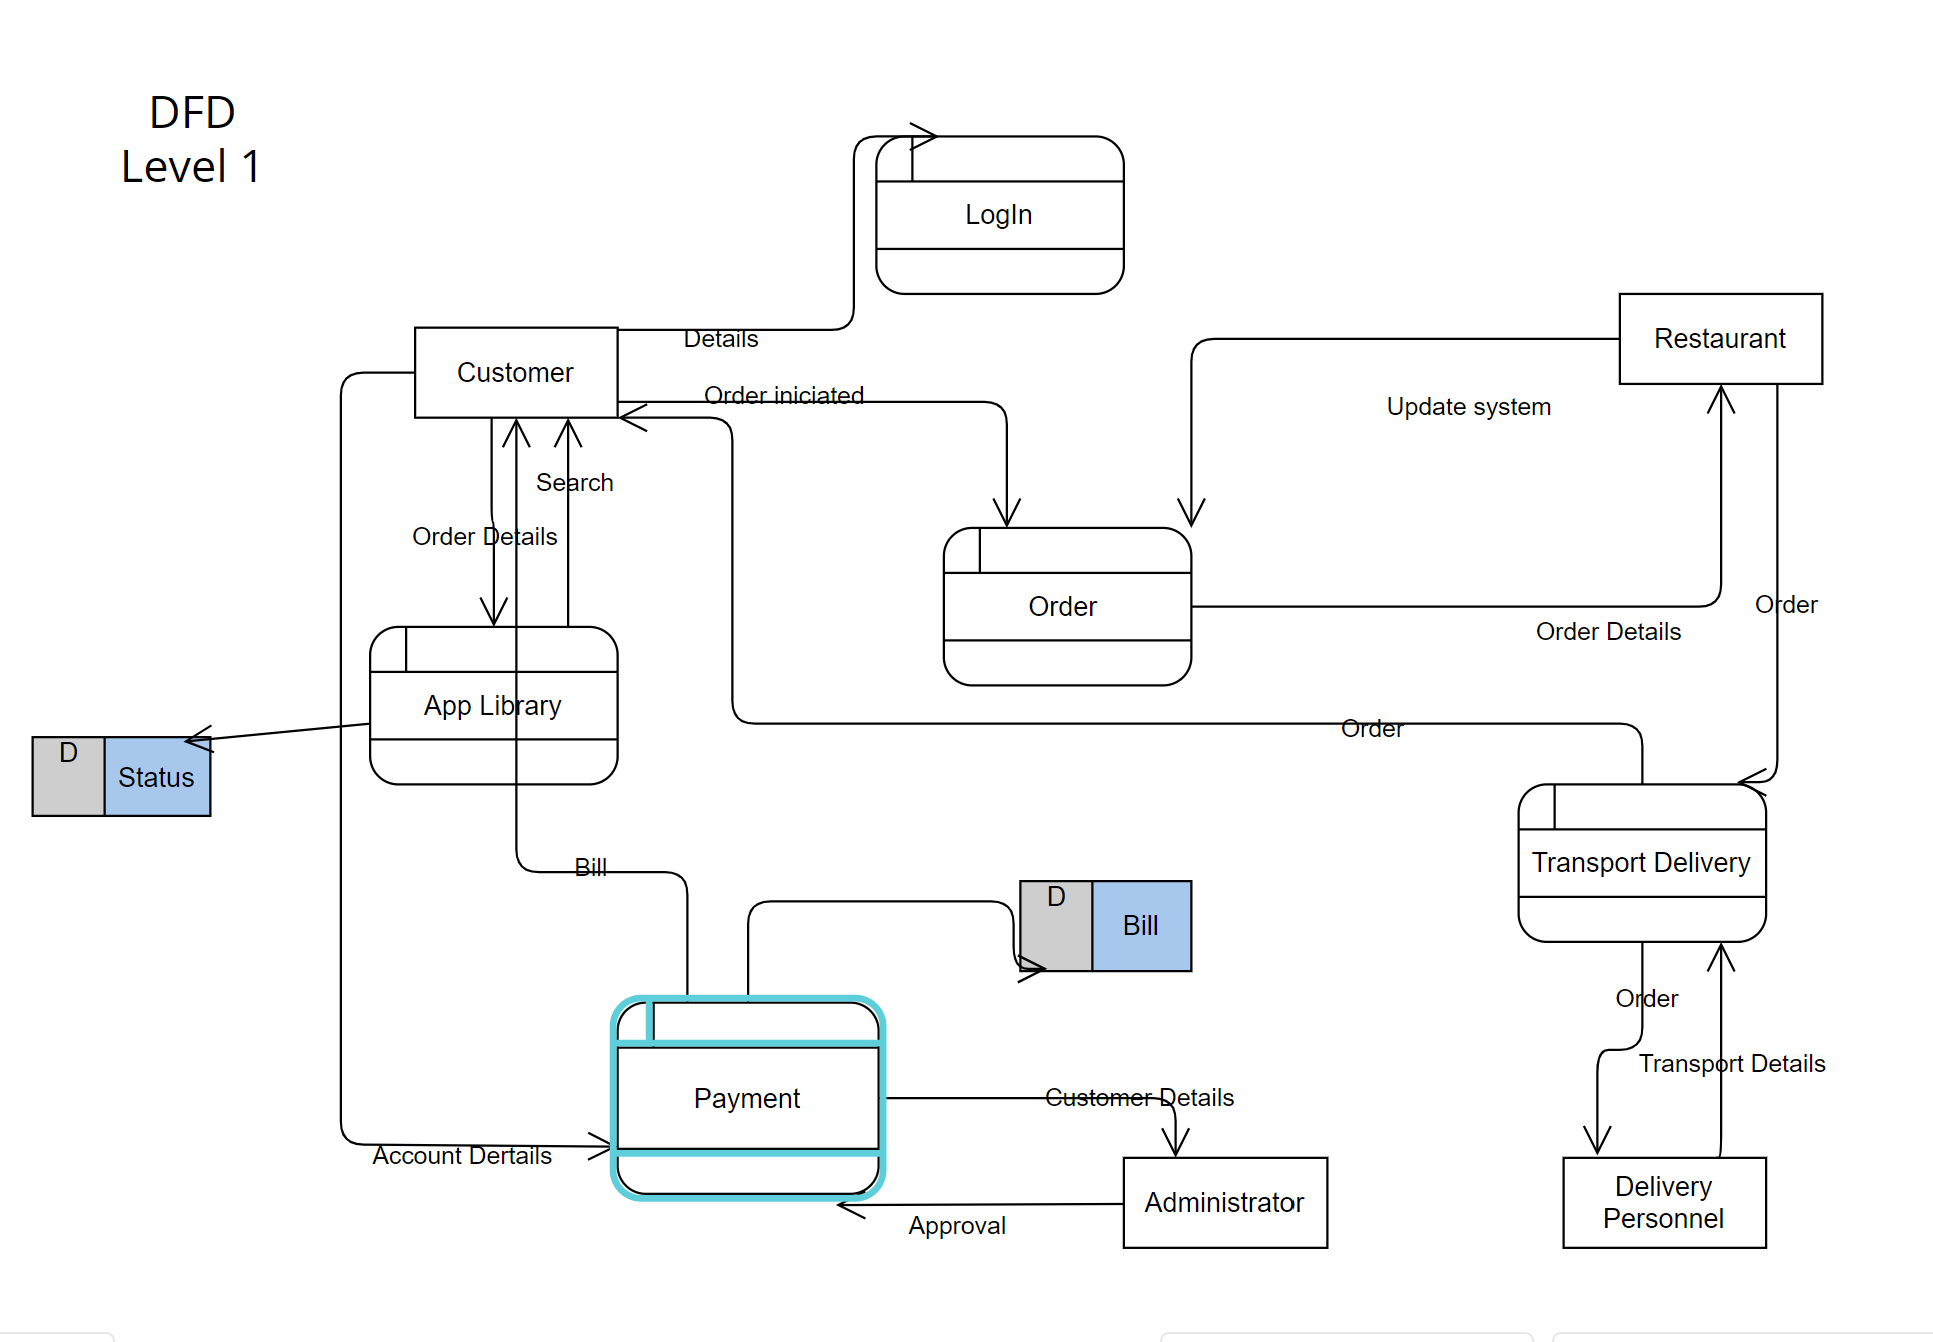 DFD
Level 1
LogIn
Restaurant
Details
Customer
Order iniciated
Update system
Search
Order Details
Order
Order
Order Details
App Library
Order
D
Status
Transport Delivery
Bill
D
Bill
Order
Transport Details
Payment
Customer Details
Account Dertails
Administrator
Delivery
Personnel
Approval